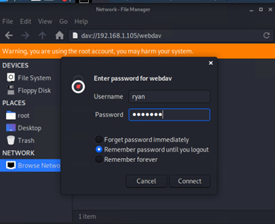 Network - File Manager
File Edit View Go Help
dav://192.168.1.105/webdav
Warning, you are using the root account, you may harm your system.
DEVICES
File System
Floppy Disk
PLACES
root
Desktop
Trash
NETWORK
Browse Netwo
Enter password for webdav
Username ryan
Password ●●●●●●●
Forget password immediately
Remember password until you logout
Remember forever
Cancel Connect
1 item